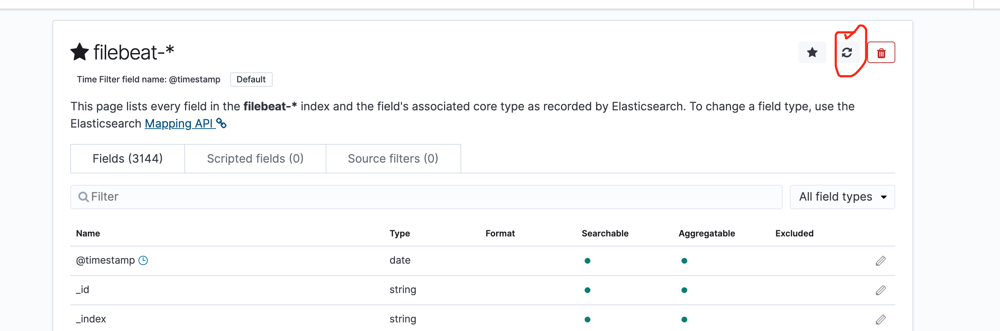 filebeat-*
Time Filter field name: @timestamp Default
This page lists every field in the filebeat-* index and the field's associated core type as recorded by Elasticsearch. To change a field type, use the
Elasticsearch Mapping API
Fields (3144) Scripted fields (0) Source filters (0)
Filter All field types
Name Type Format Searchable Aggregatable Excluded
@timestamp date
_id string
_index string